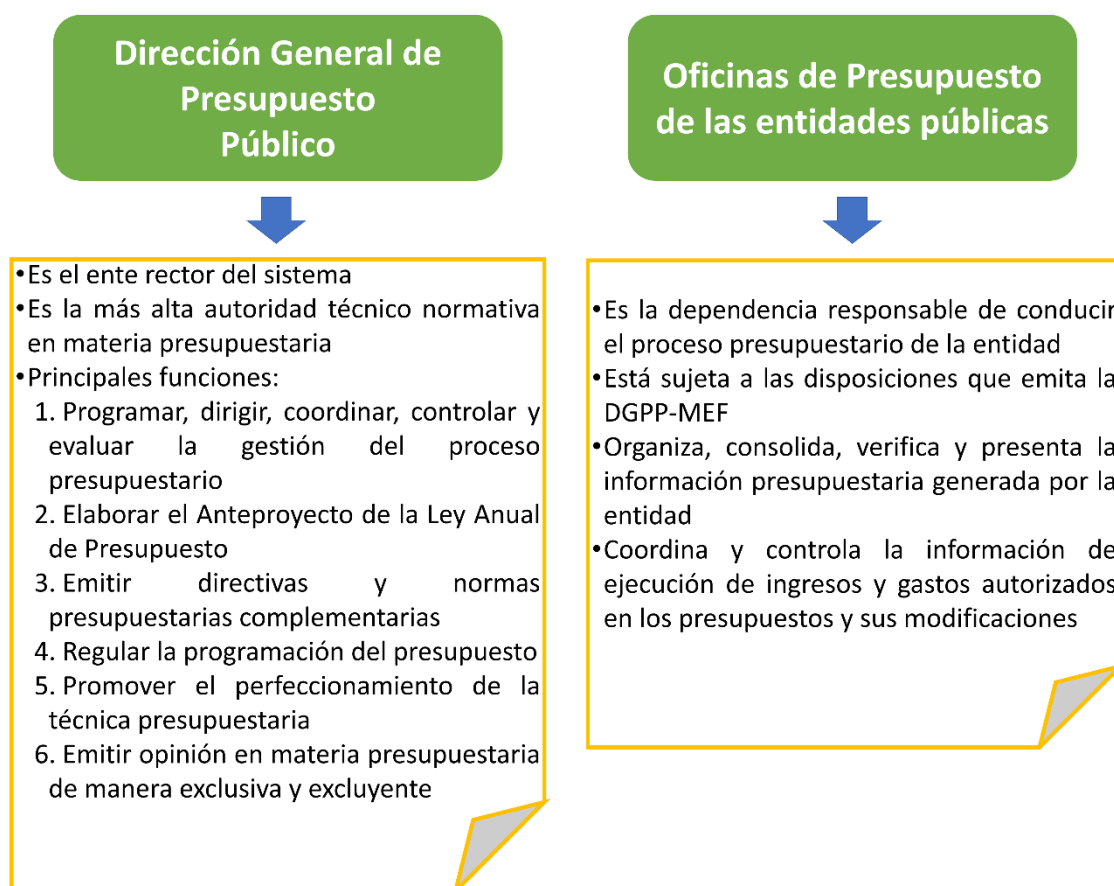 Dirección General de
Presupuesto
Público
•Es el ente rector del sistema
•Es la más alta autoridad técnico normativa
en materia presupuestaria
•Principales funciones:
1. Programar, dirigir, coordinar, controlar y
evaluar la gestión del proceso
presupuestario
2. Elaborar el Anteproyecto de la Ley Anual
de Presupuesto
3. Emitir directivas y normas
presupuestarias complementarias
4. Regular la programación del presupuesto
5. Promover el perfeccionamiento de la
técnica presupuestaria
6. Emitir opinión en materia presupuestaria
de manera exclusiva y excluyente
Oficinas de Presupuesto
de las entidades públicas
•Es la dependencia responsable de conducir
el proceso presupuestario de la entidad
•Está sujeta a las disposiciones que emita la
DGPP-MEF
•Organiza, consolida, verifica y presenta la
información presupuestaria generada por la
entidad
•Coordina y controla la información de
ejecución de ingresos y gastos autorizados
en los presupuestos y sus modificaciones